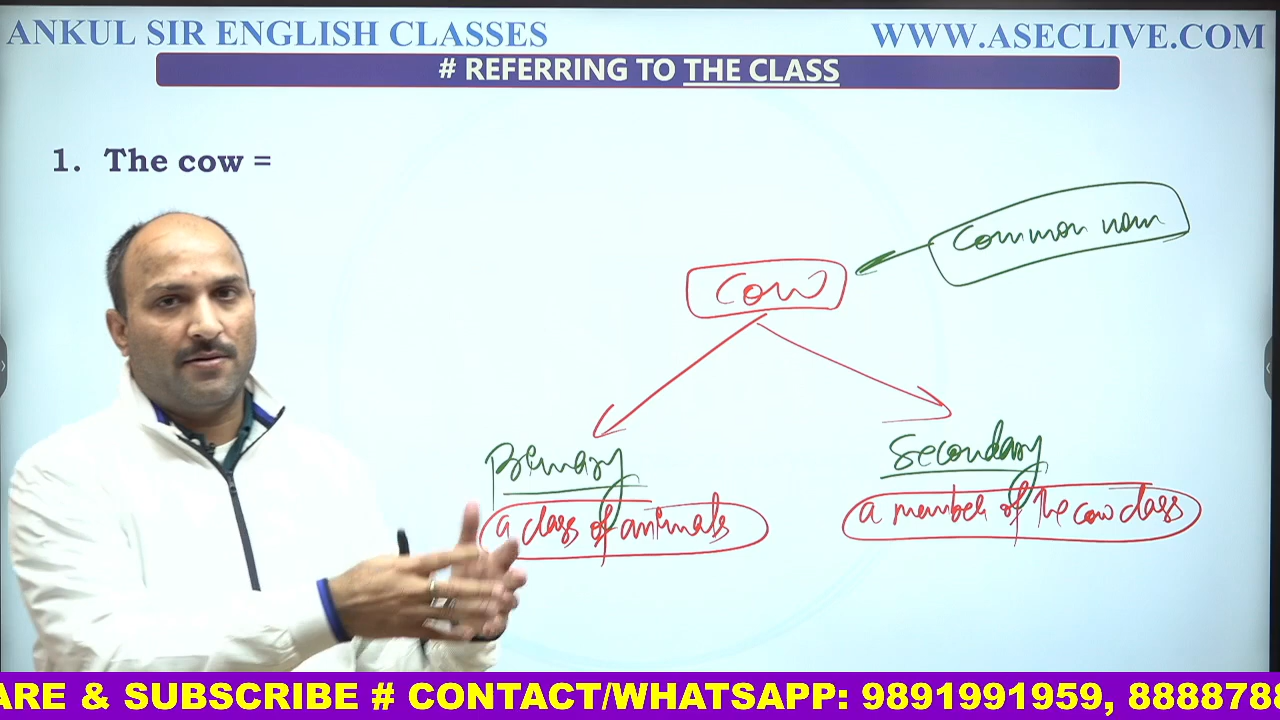 ANKUL SIR ENGLISH CLASSES
WWW.ASECLIVE.COM
# REFERRING TO THE CLASS
1. The cow =
Common noun
Cow
Primary
Secondary
a class of animals
a member of the cow class
ARE & SUBSCRIBE # CONTACT/WHATSAPP: 9891991959, 888878